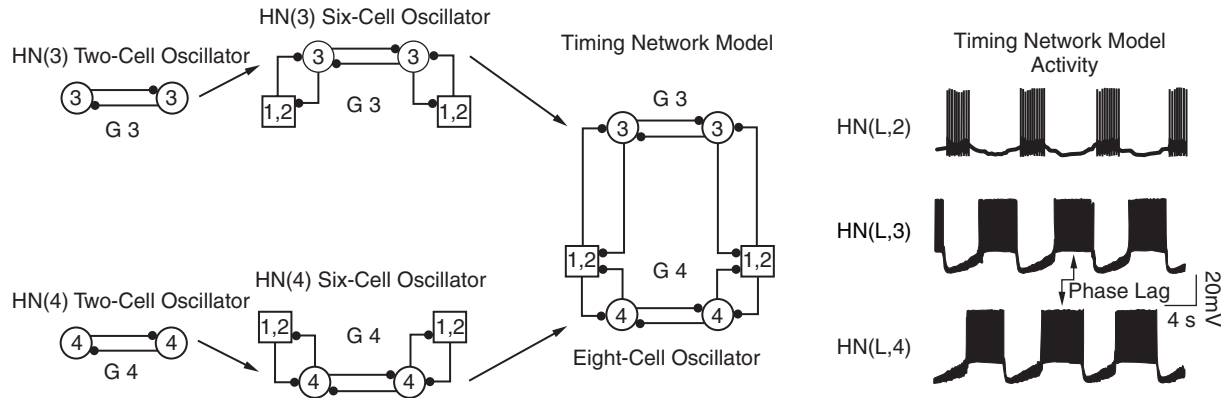 HN(3) Six-Cell Oscillator
HN(3) Two-Cell Oscillator
3
3
G 3
3
3
1,2
G 3
1,2
HN(4) Two-Cell Oscillator
4
4
G 4
HN(4) Six-Cell Oscillator
1,2
G 4
1,2
4
4
Timing Network Model
G 3
3
3
1,2
G 4
1,2
4
4
Eight-Cell Oscillator
Timing Network Model
Activity
HN(L,2)
HN(L,3)
Phase Lag
20mV
4 s
HN(L,4)